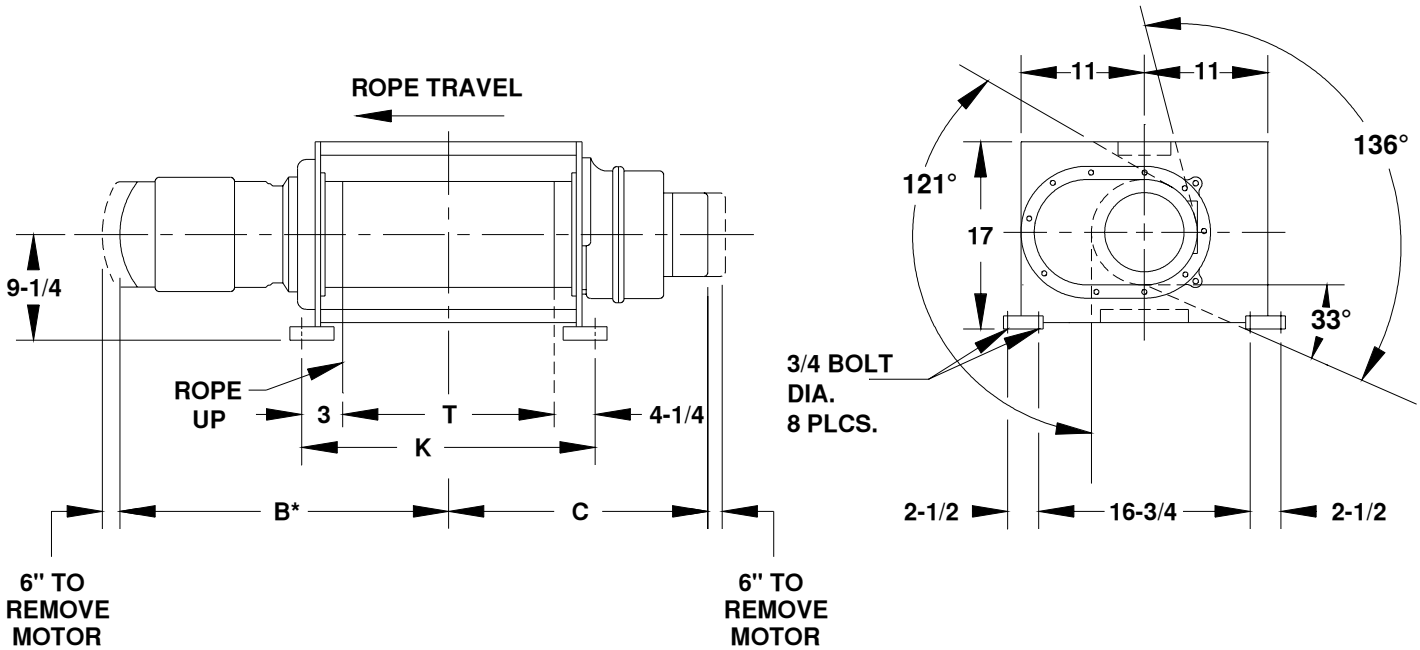 ROPE TRAVEL
9-1/4
ROPE
UP
3
T
4-1/4
K
B*
C
6" TO
REMOVE
MOTOR
6" TO
REMOVE
MOTOR
11
11
136°
121°
17
33°
3/4 BOLT
DIA.
8 PLCS.
2-1/2
16-3/4
2-1/2